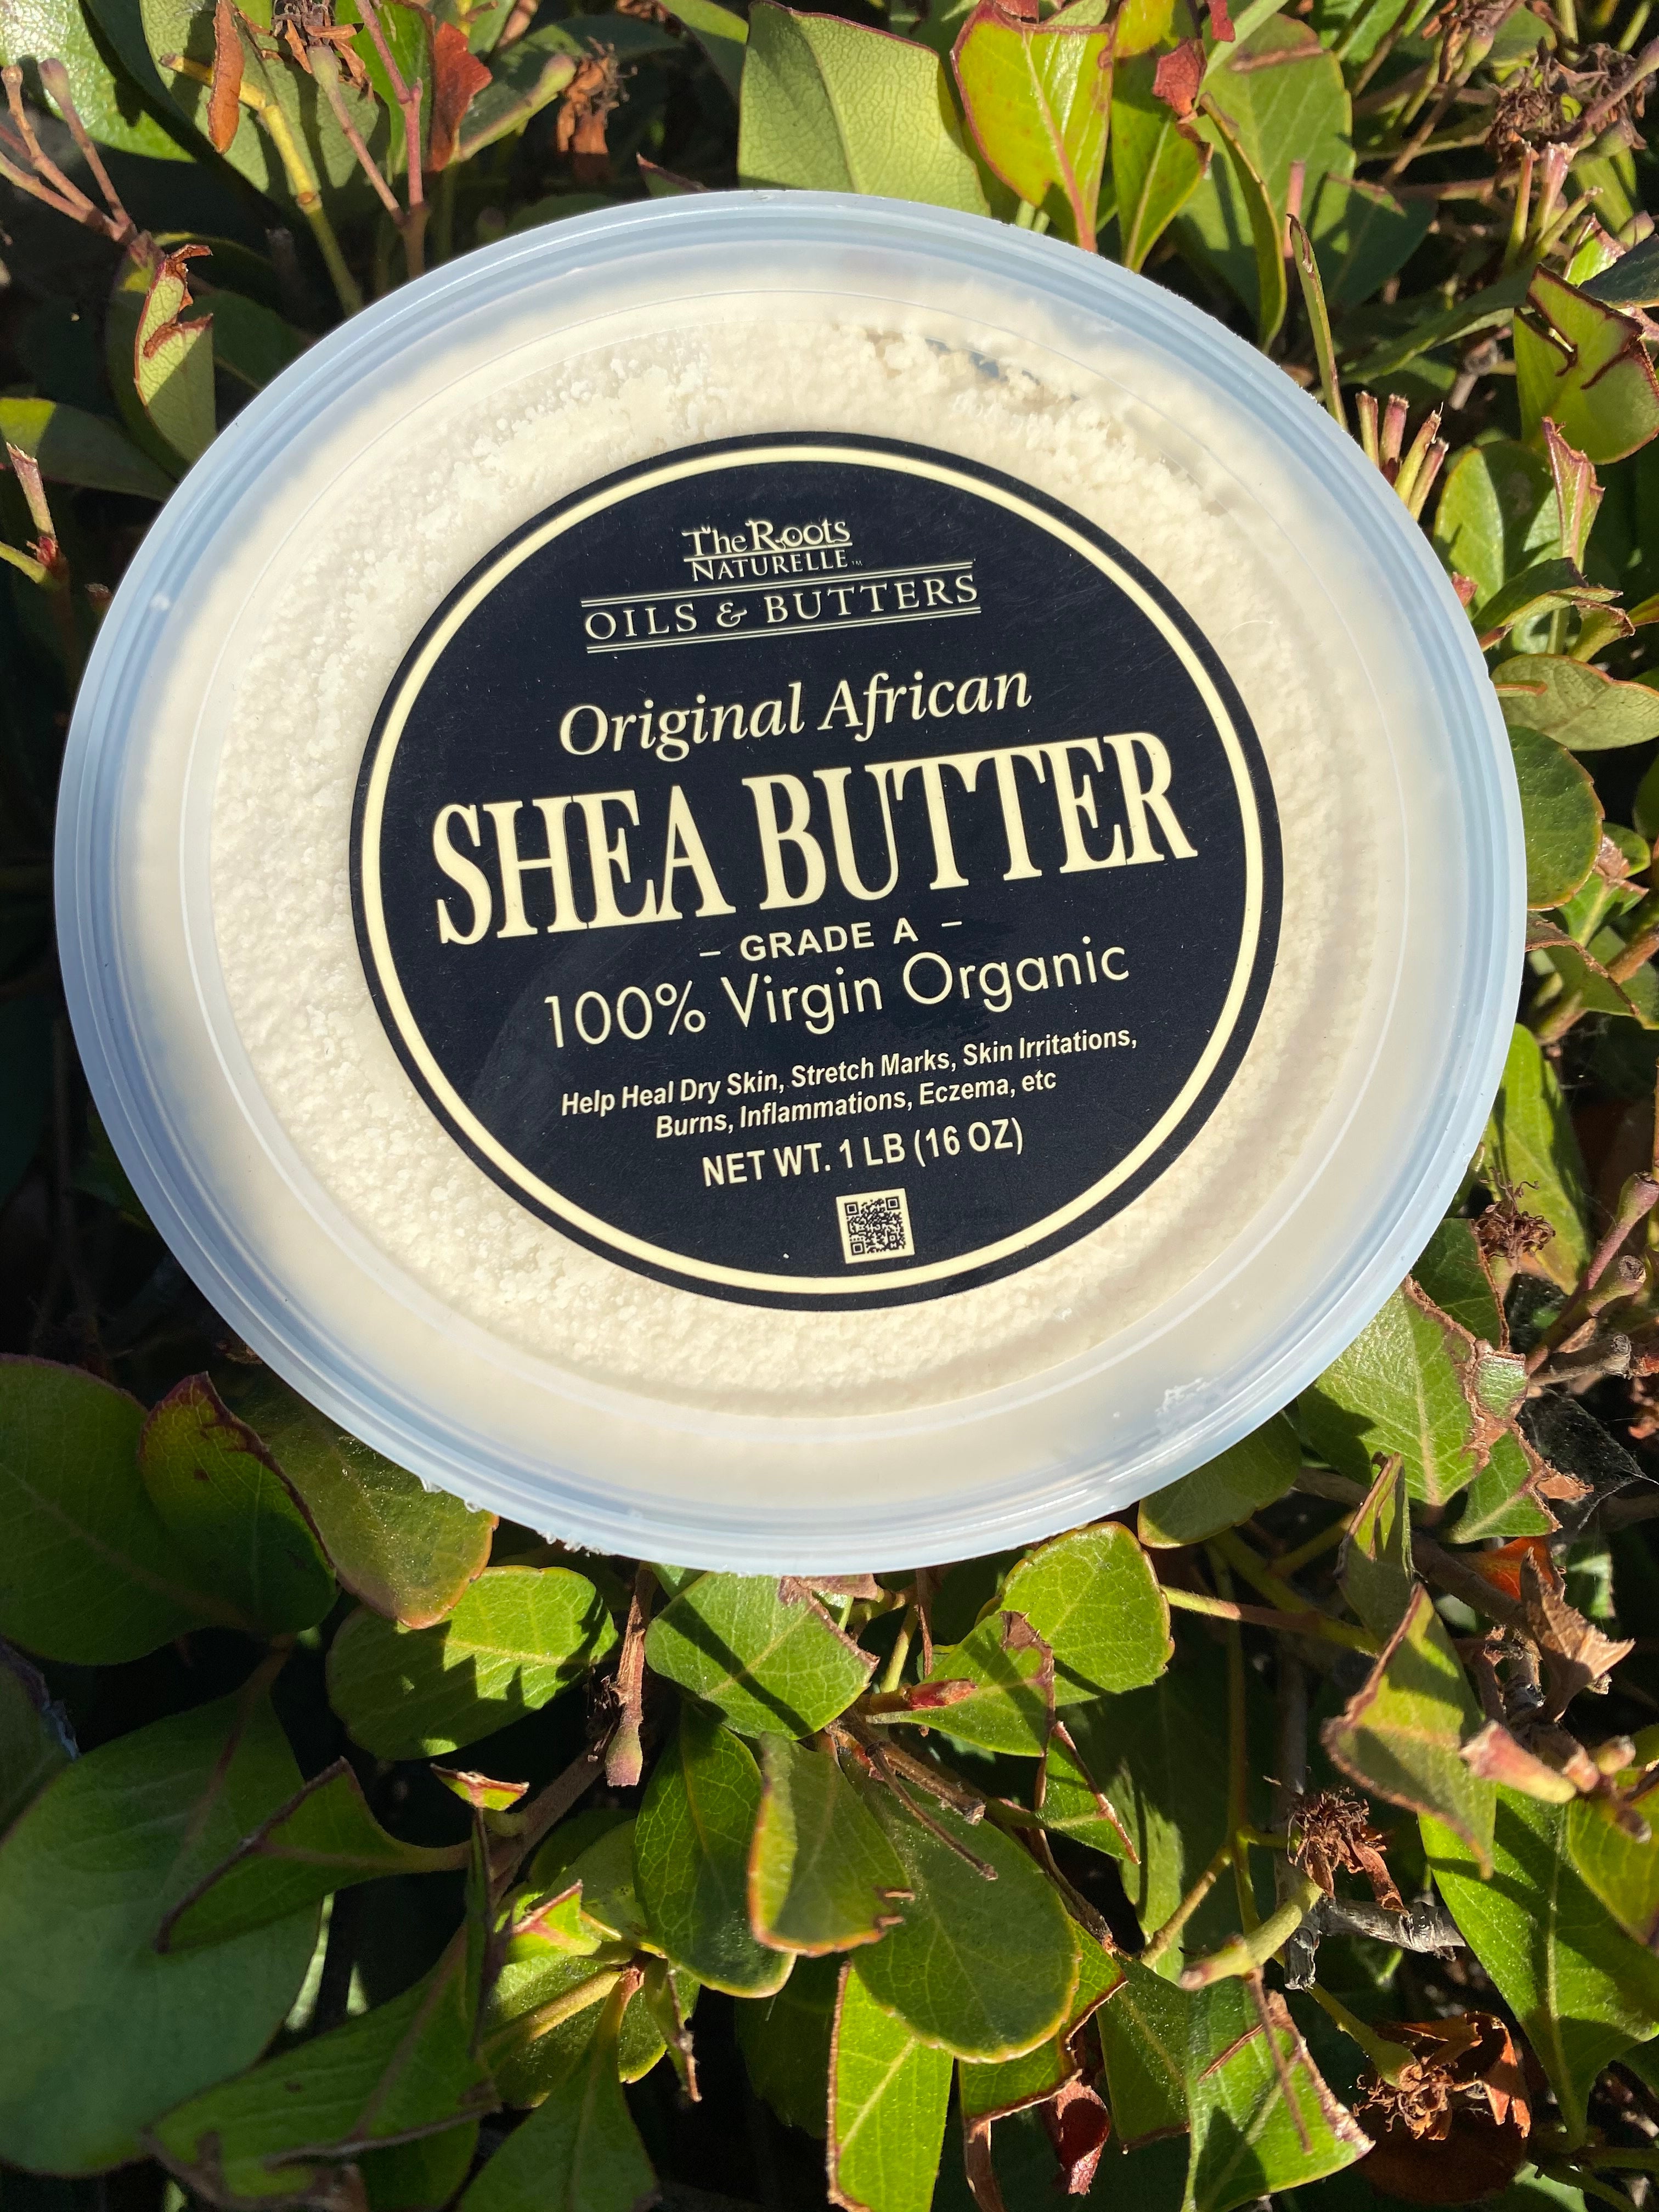 The Roots
NATURELLE™
OILS & BUTTERS
Original African
SHEA BUTTER
– GRADE A –
100% Virgin Organic
Help Heal Dry Skin, Stretch Marks, Skin Irritations,
Burns, Inflammations, Eczema, etc
NET WT. 1 LB (16 OZ)